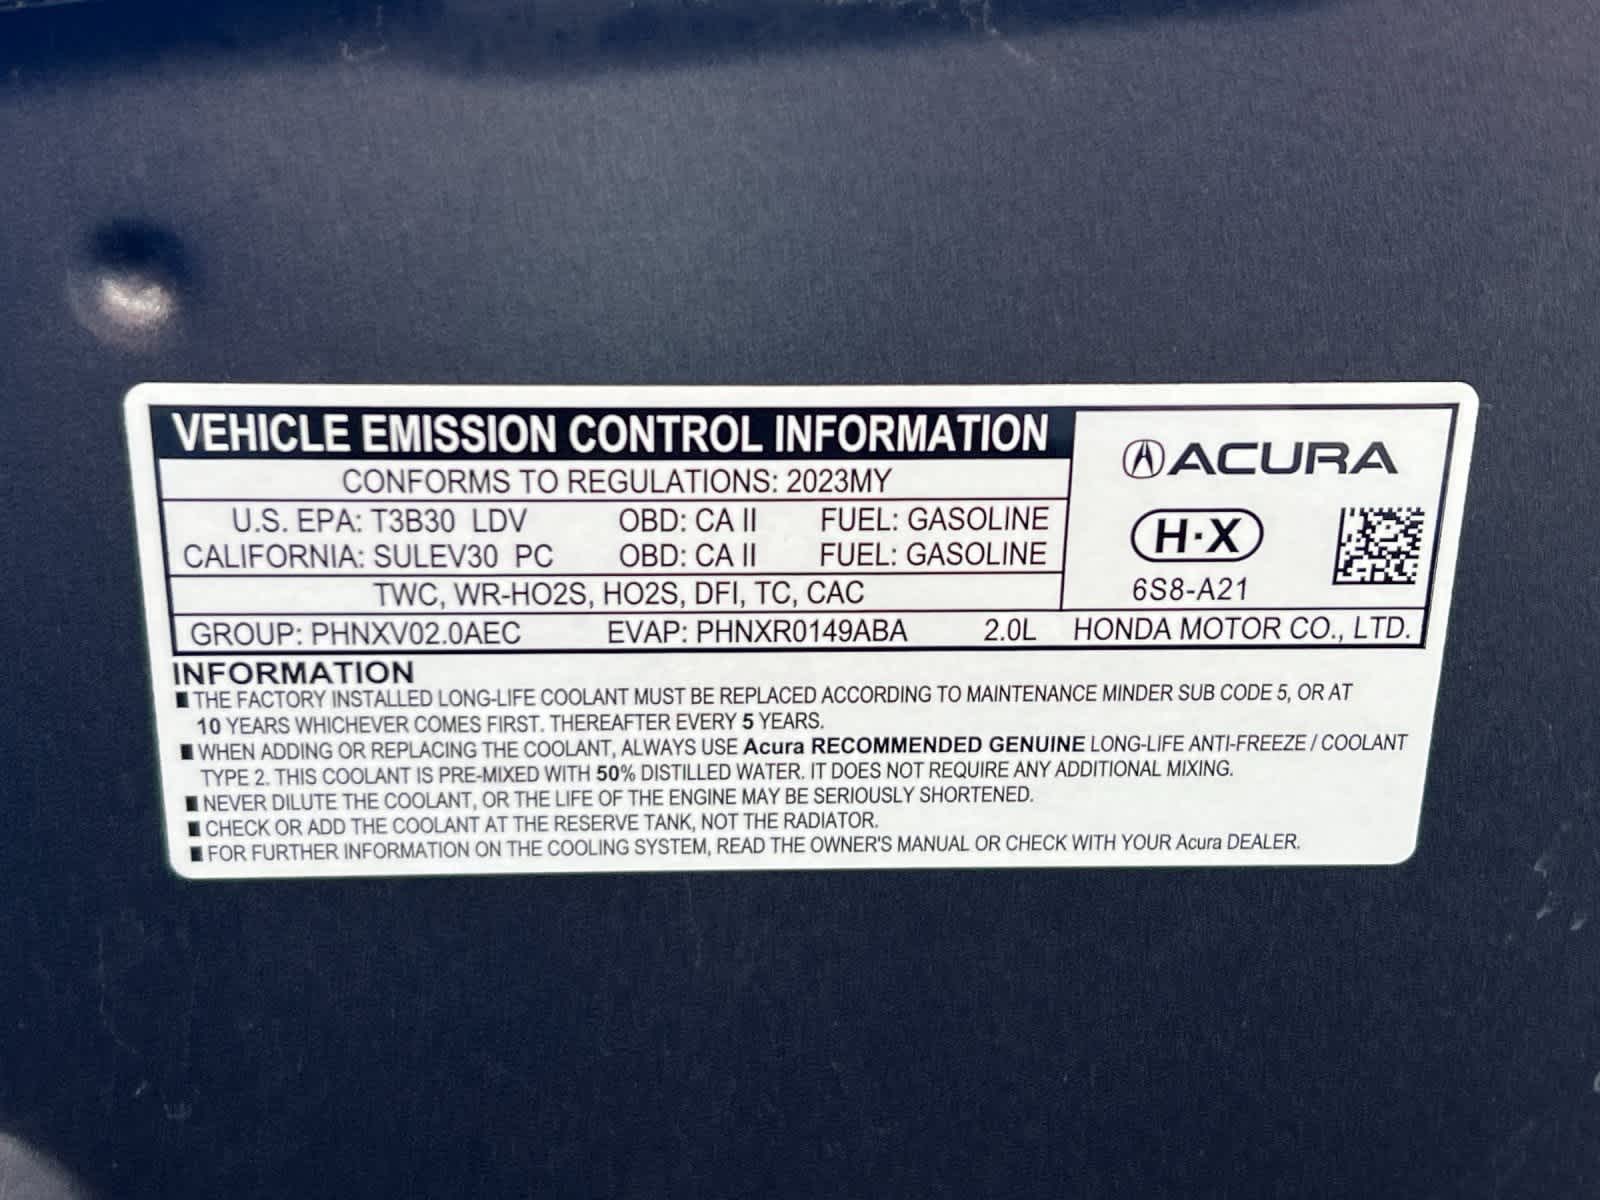 VEHICLE EMISSION CONTROL INFORMATION
CONFORMS TO REGULATIONS: 2023MY
U.S. EPA: T3B30 LDV OBD: CA II FUEL: GASOLINE
CALIFORNIA: SULEV30 PC OBD: CA II FUEL: GASOLINE
TWC, WR-HO2S, HO2S, DFI, TC, CAC
ACURA
H·X
6S8-A21
GROUP: PHNXV02.0AEC EVAP: PHNXR0149ABA 2.0L HONDA MOTOR CO., LTD.
INFORMATION
■ THE FACTORY INSTALLED LONG-LIFE COOLANT MUST BE REPLACED ACCORDING TO MAINTENANCE MINDER SUB CODE 5, OR AT
10 YEARS WHICHEVER COMES FIRST. THEREAFTER EVERY 5 YEARS.
■ WHEN ADDING OR REPLACING THE COOLANT, ALWAYS USE Acura RECOMMENDED GENUINE LONG-LIFE ANTI-FREEZE / COOLANT
TYPE 2. THIS COOLANT IS PRE-MIXED WITH 50% DISTILLED WATER. IT DOES NOT REQUIRE ANY ADDITIONAL MIXING.
■ NEVER DILUTE THE COOLANT, OR THE LIFE OF THE ENGINE MAY BE SERIOUSLY SHORTENED.
■ CHECK OR ADD THE COOLANT AT THE RESERVE TANK, NOT THE RADIATOR.
■ FOR FURTHER INFORMATION ON THE COOLING SYSTEM, READ THE OWNER'S MANUAL OR CHECK WITH YOUR Acura DEALER.